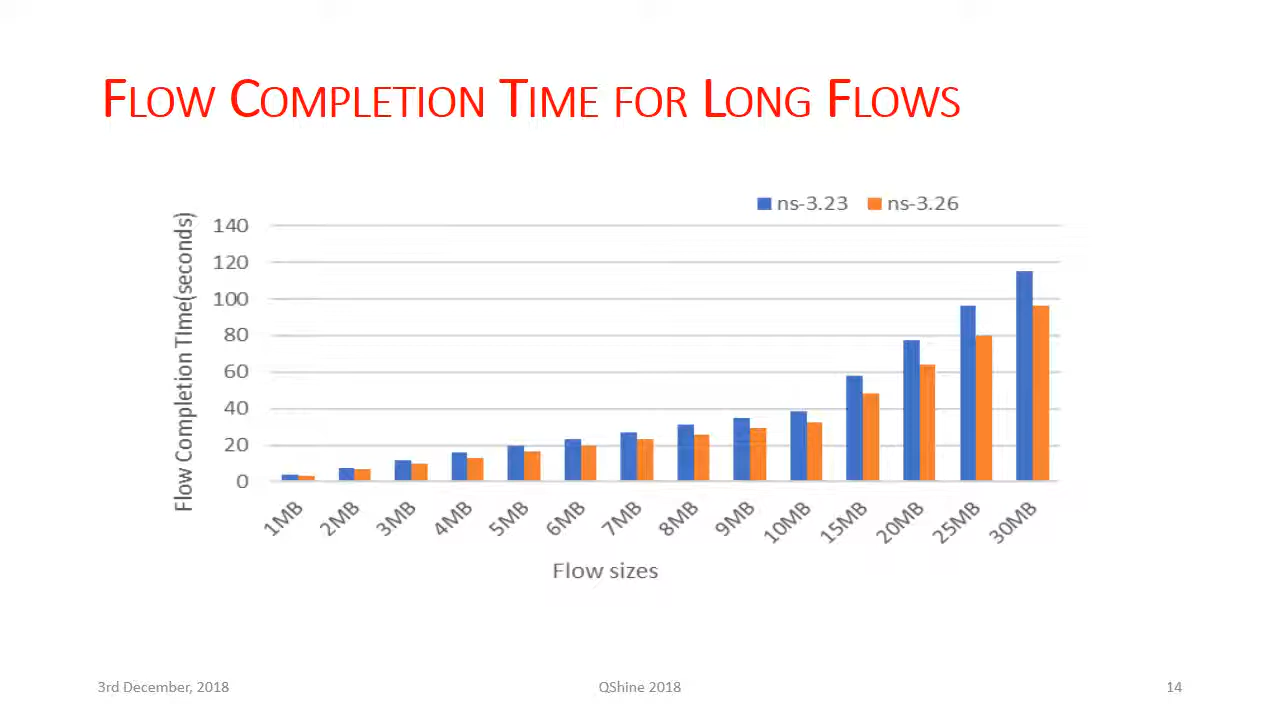 FLOW COMPLETION TIME FOR LONG FLOWS
ns-3.23 ns-3.26
Flow Completion TIme(seconds)
140
120
100
80
60
40
20
0
1MB 2MB 3MB 4MB 5MB 6MB 7MB 8MB 9MB 10MB 15MB 20MB 25MB 30MB
Flow sizes
3rd December, 2018 QShine 2018 14